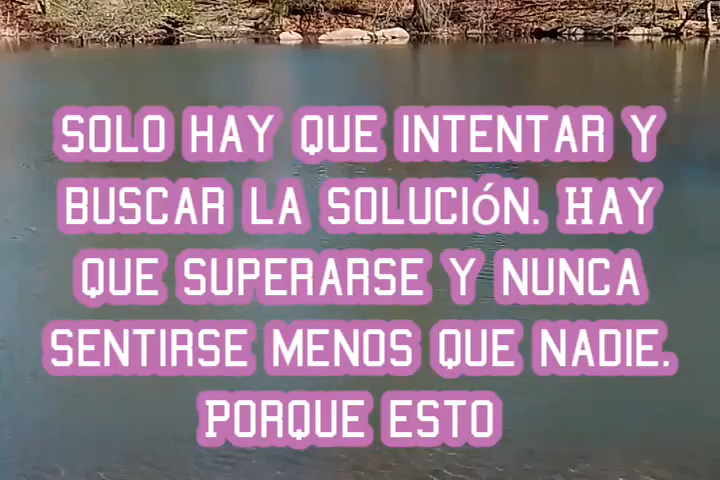 SOLO HAY QUE INTENTAR Y
BUSCAR LA SOLUCIÓN. HAY
QUE SUPERARSE Y NUNCA
SENTIRSE MENOS QUE NADIE.
PORQUE ESTO